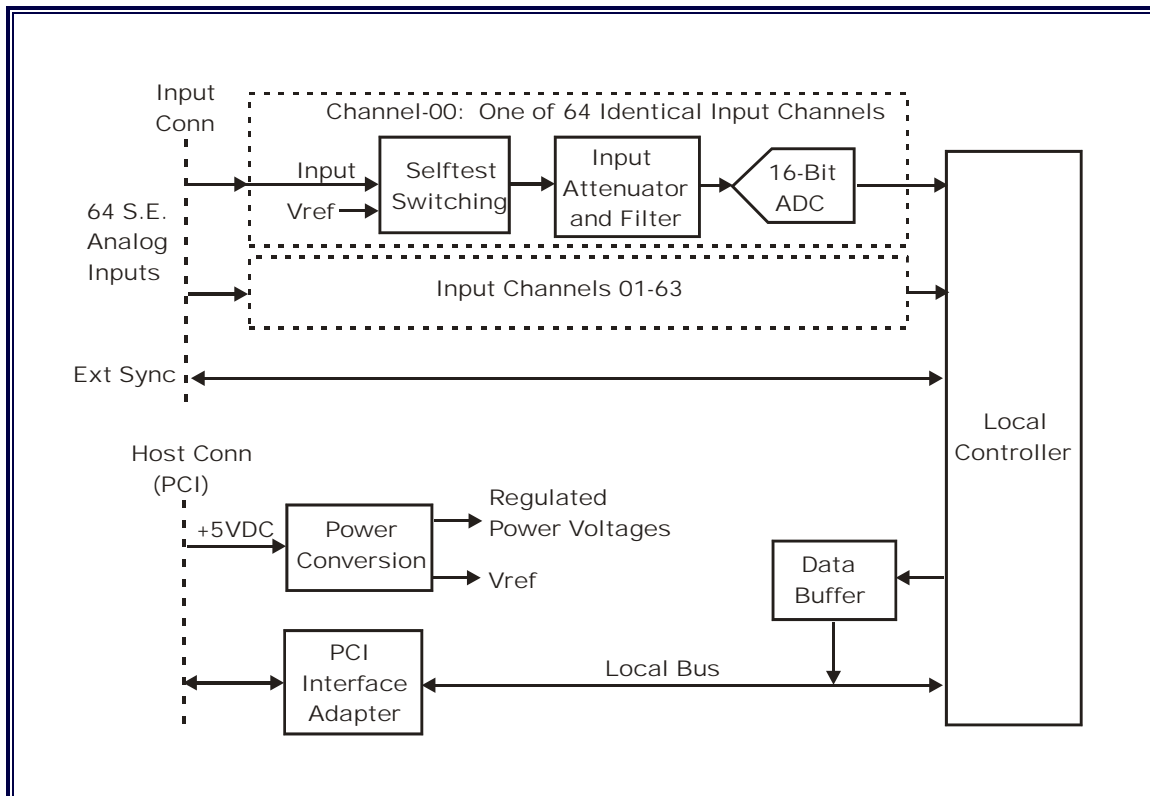 Input
Conn
Channel-00:  One of 64 Identical Input Channels
Input
Vref
Selftest
Switching
Input
Attenuator
and Filter
16-Bit
ADC
64 S.E.
Analog
Inputs
Input Channels 01-63
Ext Sync
Local
Controller
Host Conn
(PCI)
+5VDC
Power
Conversion
Regulated
Power Voltages
Vref
Data
Buffer
PCI
Interface
Adapter
Local Bus